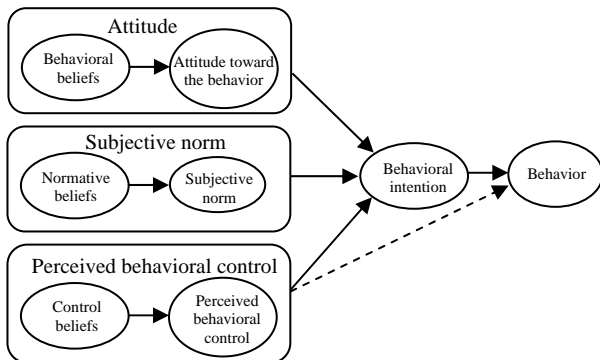 Attitude
Behavioral
beliefs
Attitude toward
the behavior
Subjective norm
Normative
beliefs
Subjective
norm
Perceived behavioral control
Control
beliefs
Perceived
behavioral
control
Behavioral
intention
Behavior